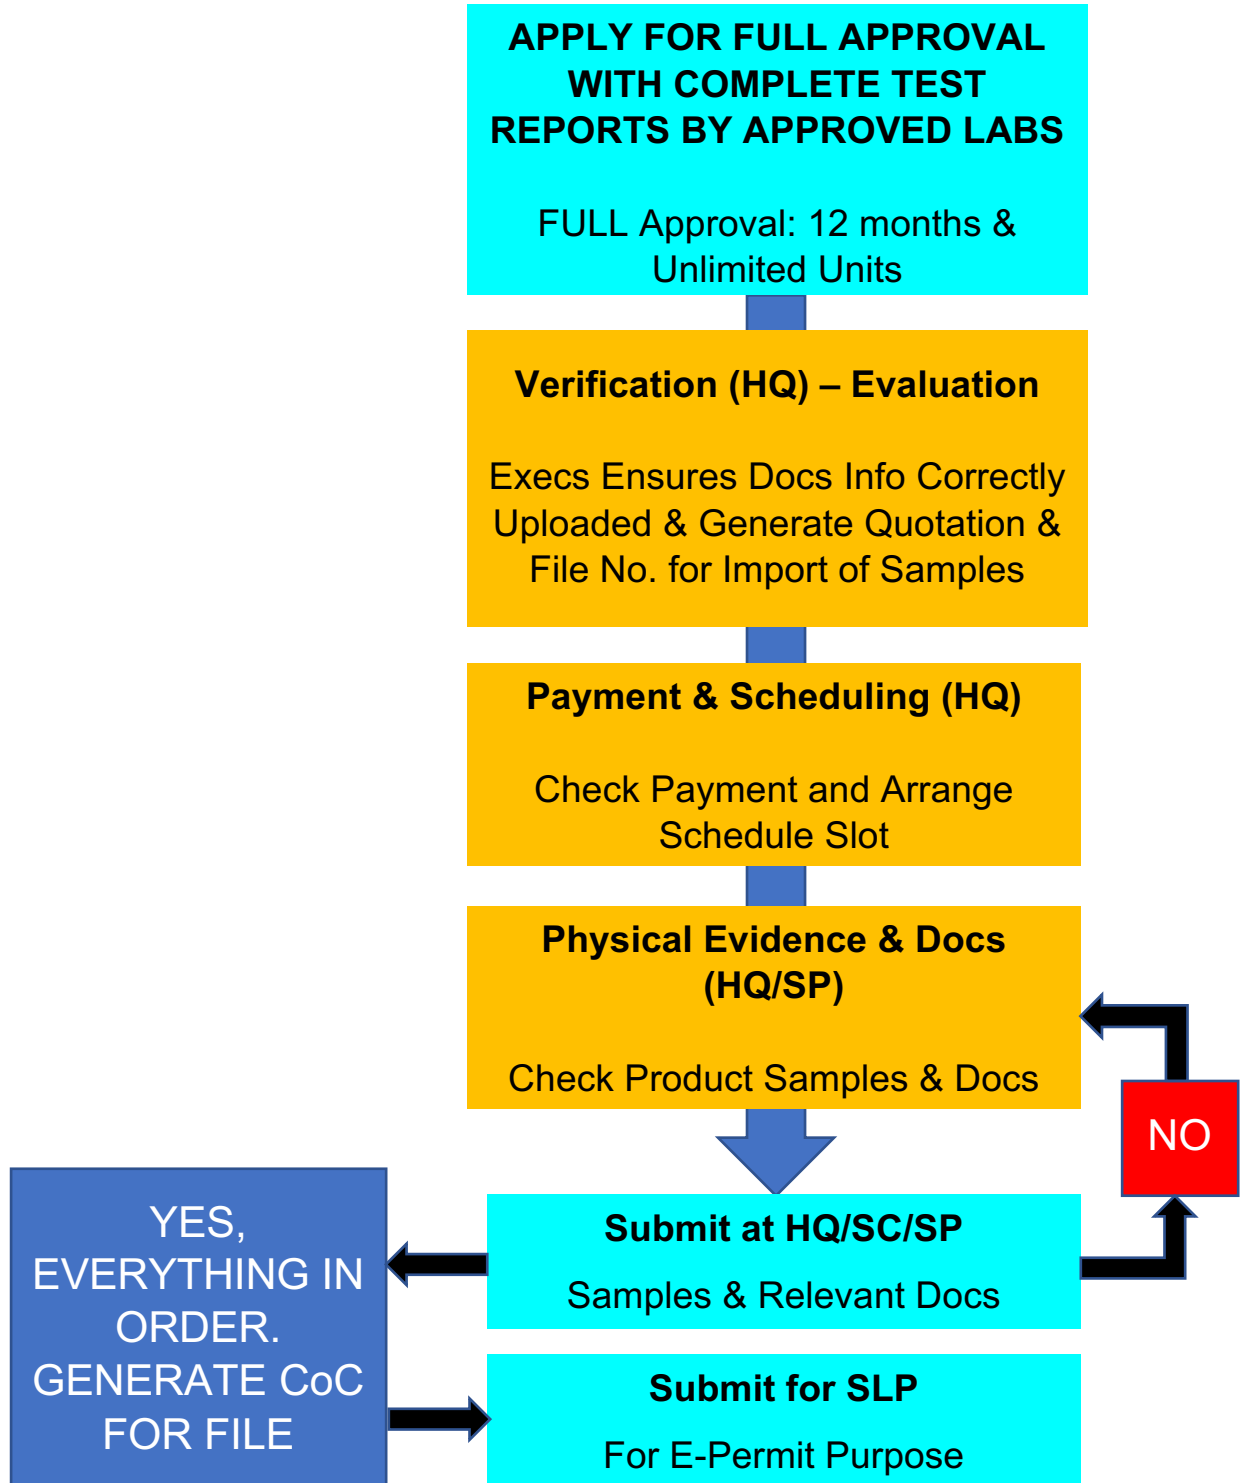 APPLY FOR FULL APPROVAL
WITH COMPLETE TEST
REPORTS BY APPROVED LABS
FULL Approval: 12 months &
Unlimited Units
Verification (HQ) – Evaluation
Execs Ensures Docs Info Correctly
Uploaded & Generate Quotation &
File No. for Import of Samples
Payment & Scheduling (HQ)
Check Payment and Arrange
Schedule Slot
Physical Evidence & Docs
(HQ/SP)
Check Product Samples & Docs
NO
Submit at HQ/SC/SP
Samples & Relevant Docs
YES,
EVERYTHING IN
ORDER.
GENERATE CoC
FOR FILE
Submit for SLP
For E-Permit Purpose